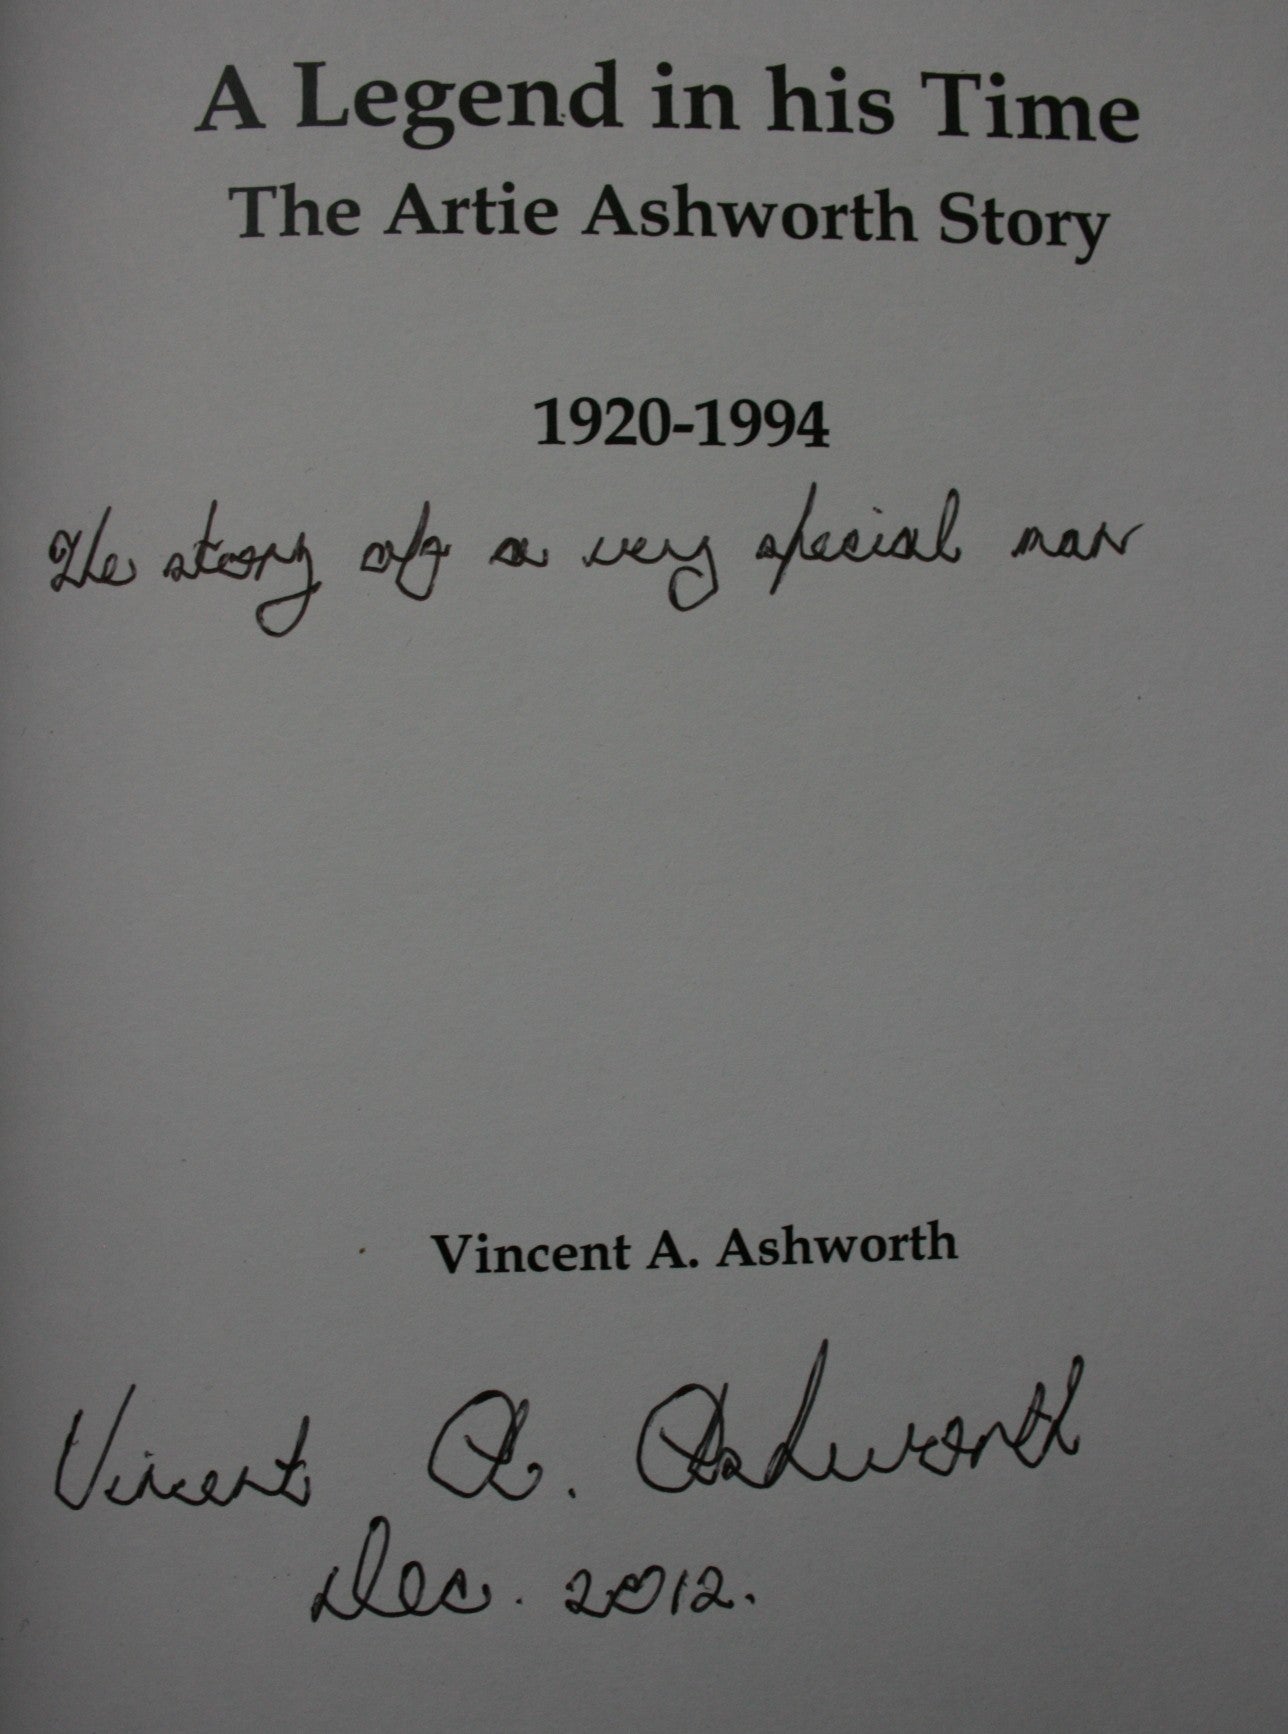 A Legend in his Time
The Artie Ashworth Story
1920-1994
The story of a very special man
Vincent A. Ashworth
Vincent A. Ashworth
Dec. 2012.